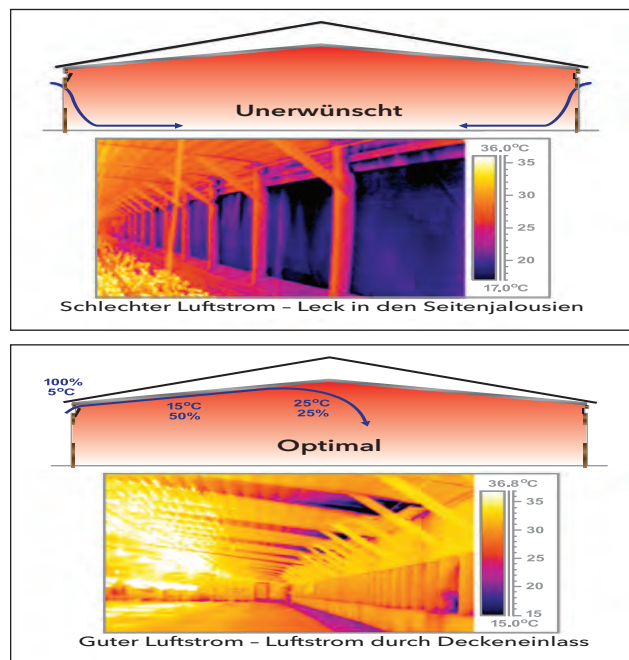 Unerwünscht
36.0°C
35
30
25
20
17.0°C
Schlechter Luftstrom – Leck in den Seitenjalousien
100%
5°C
15°C
50%
25°C
25%
Optimal
36.8°C
35
30
25
20
15
15.0°C
Guter Luftstrom – Luftstrom durch Deckeneinlass